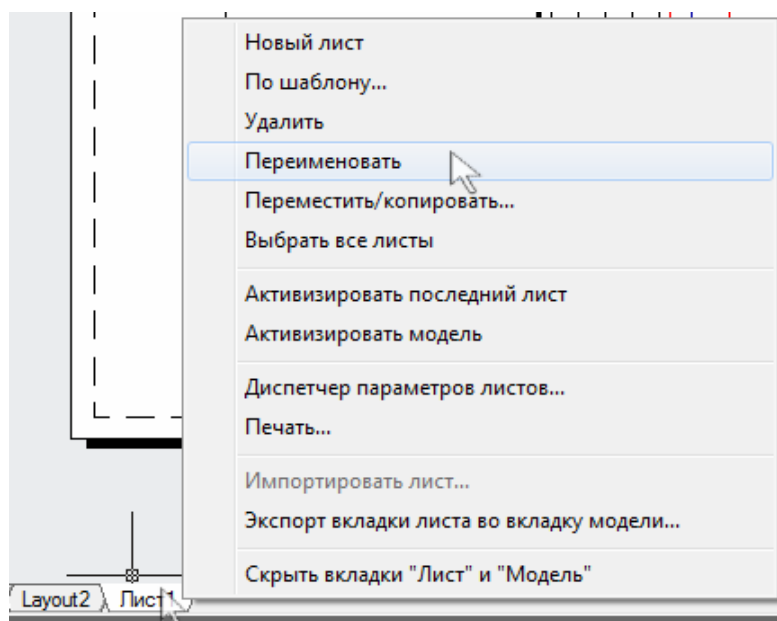 Новый лист
По шаблону...
Удалить
Переименовать
Переместить/копировать...
Выбрать все листы
Активизировать последний лист
Активизировать модель
Диспетчер параметров листов...
Печать...
Импортировать лист...
Экспорт вкладки листа во вкладку модели...
Скрыть вкладки "Лист" и "Модель"
Layout2 Лист1